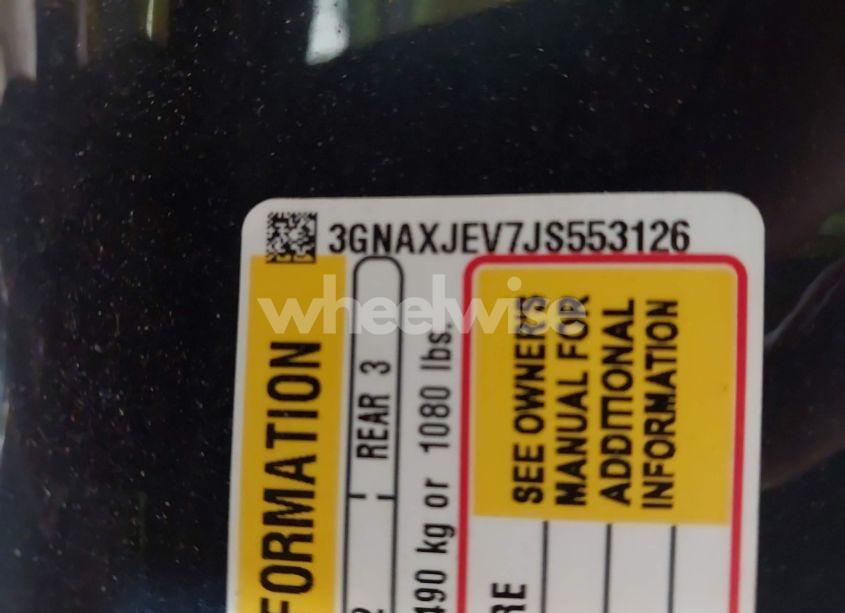 3GNAXJEV7JS553126
wheelwise
FORMATION
REAR 3
490 kg or 1080 lbs.
SEE OWNER'S
MANUAL FOR
ADDITIONAL
INFORMATION
RE